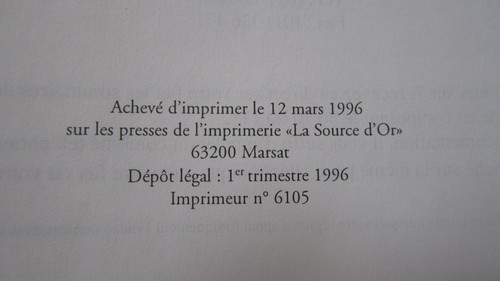 Achevé d'imprimer le 12 mars 1996
sur les presses de l'imprimerie «La Source d'Or»
63200 Marsat
Dépôt légal : 1er trimestre 1996
Imprimeur n° 6105